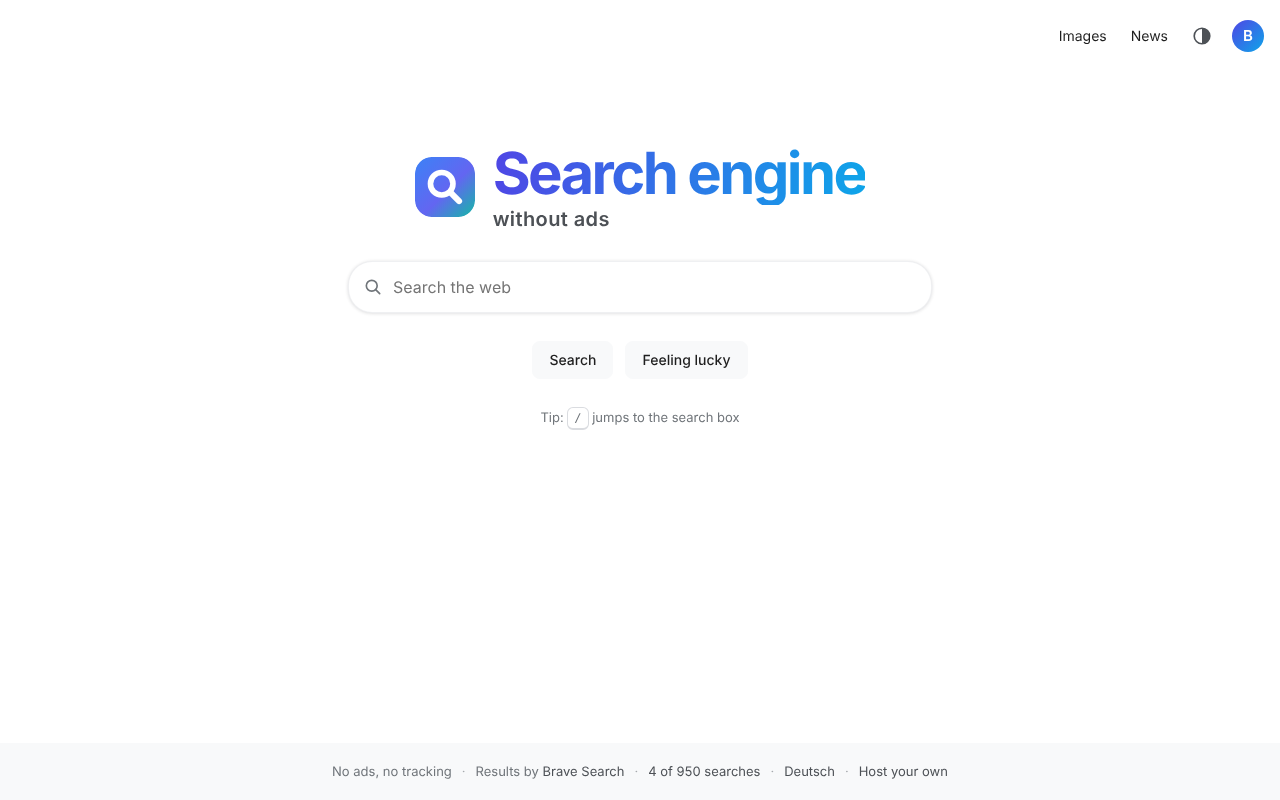 Images News B
Search engine
without ads
Search the web
Search Feeling lucky
Tip: / jumps to the search box
No ads, no tracking · Results by Brave Search · 4 of 950 searches · Deutsch · Host your own